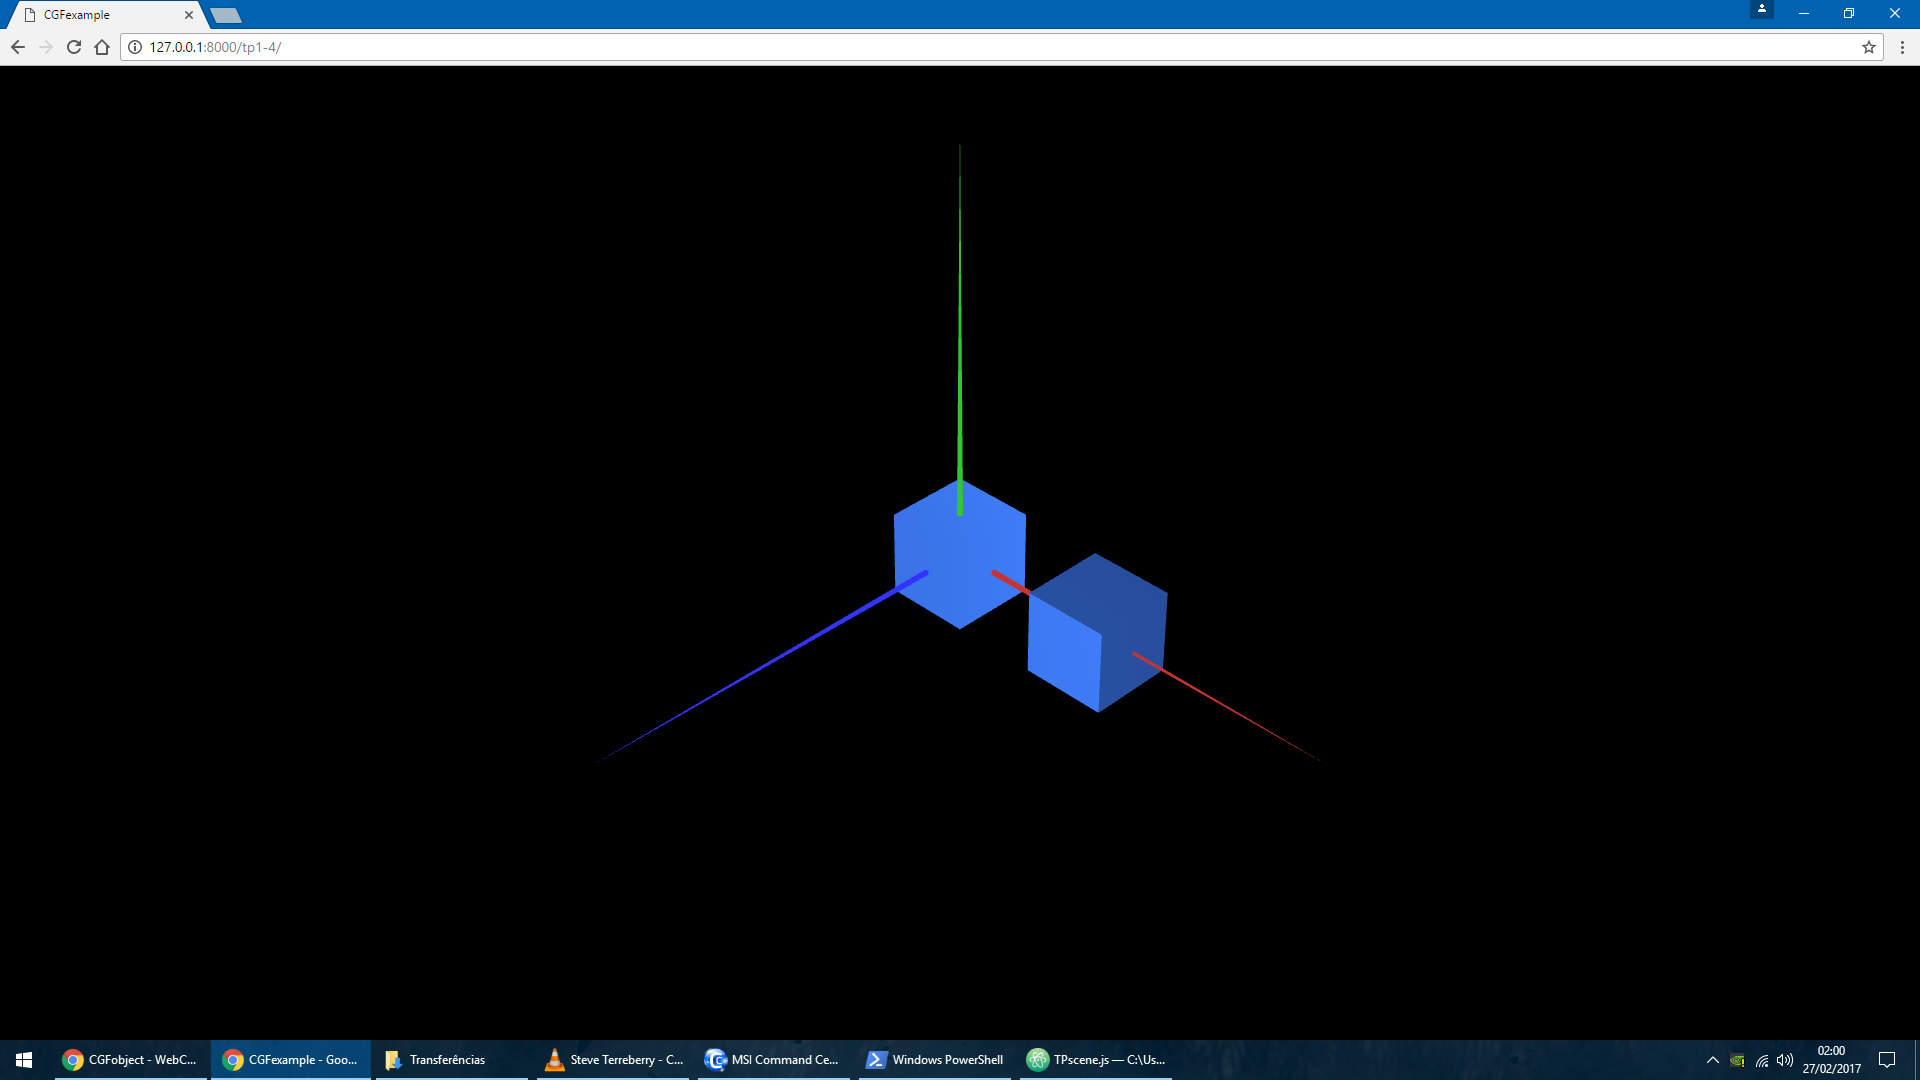 CGFexample
127.0.0.1:8000/tp1-4/
CGFobject - WebC... CGFexample - Goo... Transferências Steve Terreberry - C... MSI Command Ce... Windows PowerShell TPscene.js — C:\Us...
02:00
27/02/2017